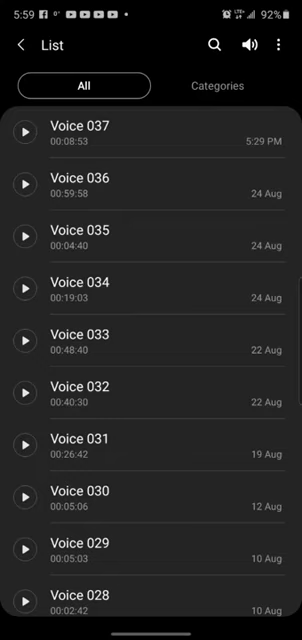 5:59 0° 92%
List
All Categories
Voice 037
00:08:53 5:29 PM
Voice 036
00:59:58 24 Aug
Voice 035
00:04:40 24 Aug
Voice 034
00:19:03 24 Aug
Voice 033
00:48:40 22 Aug
Voice 032
00:40:30 22 Aug
Voice 031
00:26:42 19 Aug
Voice 030
00:05:06 12 Aug
Voice 029
00:05:03 10 Aug
Voice 028
00:02:42 10 Aug